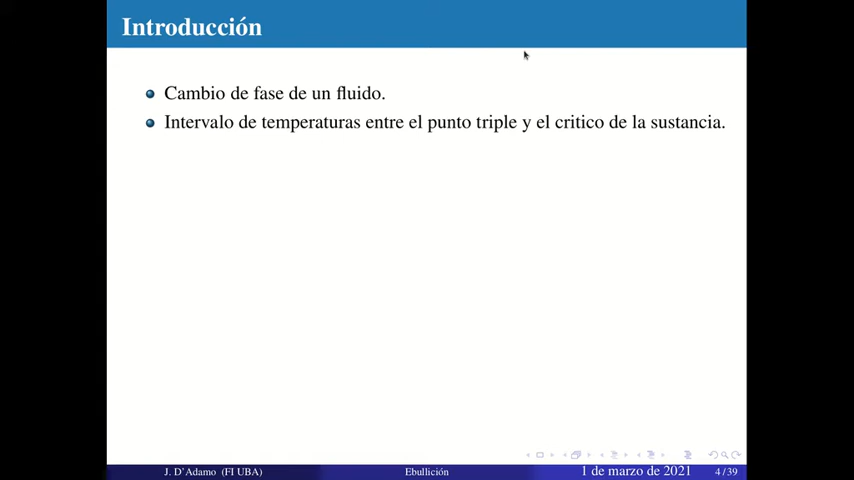 Introducción
Cambio de fase de un fluido.
Intervalo de temperaturas entre el punto triple y el critico de la sustancia.
J. D'Adamo (FI UBA) Ebullición 1 de marzo de 2021 4 / 39